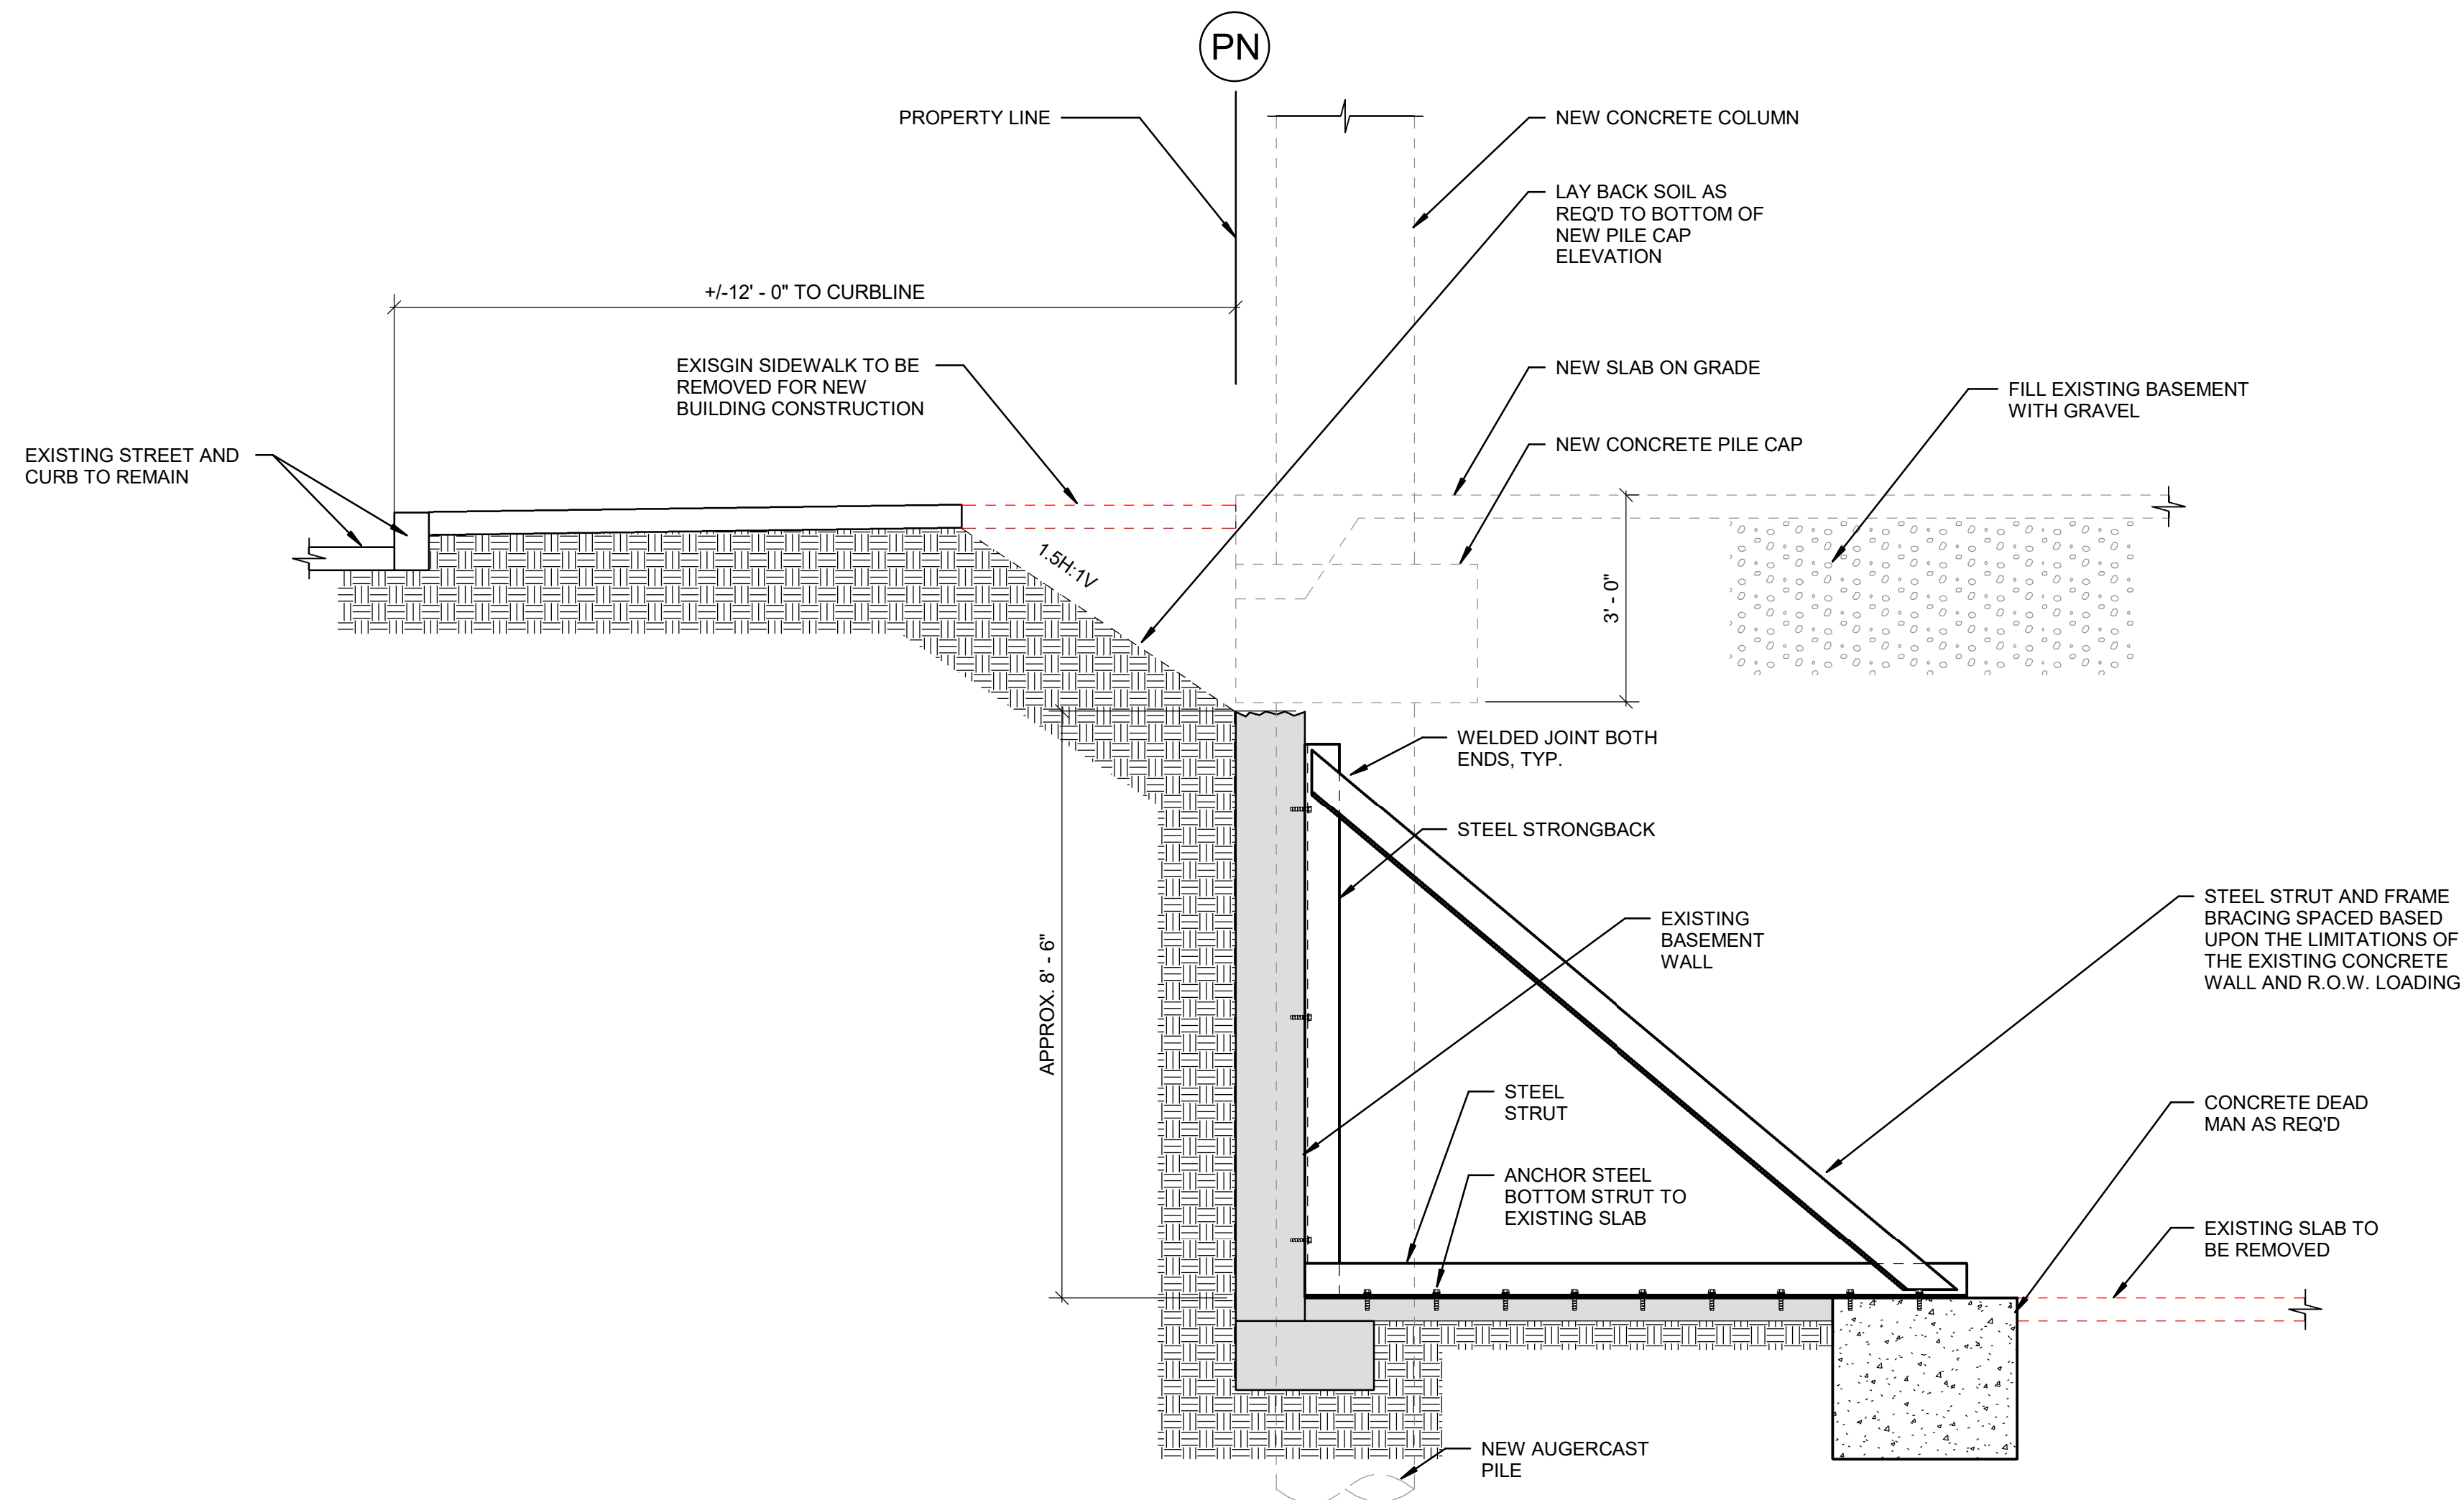 PN
PROPERTY LINE
NEW CONCRETE COLUMN
LAY BACK SOIL AS
REQ'D TO BOTTOM OF
NEW PILE CAP
ELEVATION
+/-12' - 0" TO CURBLINE
EXISGIN SIDEWALK TO BE
REMOVED FOR NEW
BUILDING CONSTRUCTION
NEW SLAB ON GRADE
FILL EXISTING BASEMENT
WITH GRAVEL
NEW CONCRETE PILE CAP
EXISTING STREET AND
CURB TO REMAIN
1.5H:1V
3' - 0"
WELDED JOINT BOTH
ENDS, TYP.
STEEL STRONGBACK
EXISTING
BASEMENT
WALL
STEEL STRUT AND FRAME
BRACING SPACED BASED
UPON THE LIMITATIONS OF
THE EXISTING CONCRETE
WALL AND R.O.W. LOADING
APPROX. 8' - 6"
STEEL
STRUT
CONCRETE DEAD
MAN AS REQ'D
ANCHOR STEEL
BOTTOM STRUT TO
EXISTING SLAB
EXISTING SLAB TO
BE REMOVED
NEW AUGERCAST
PILE